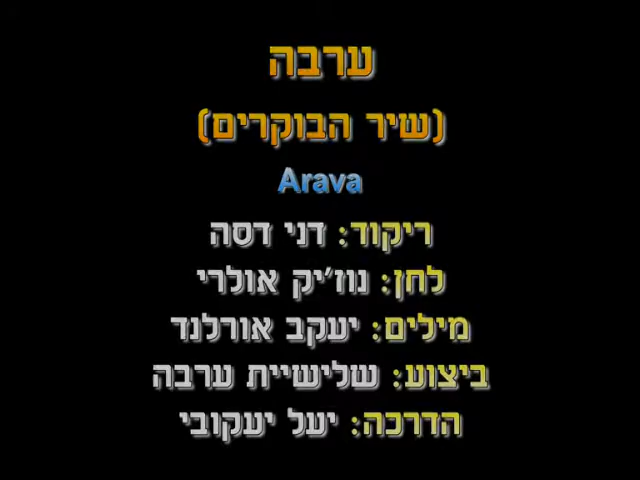 ערבה
(שיר הבוקרים)
Arava
ריקוד: דני דסה
לחן: נוז'יק אולרי
מילים: יעקב אורלנד
ביצוע: שלישיית ערבה
הדרכה: יעל יעקובי